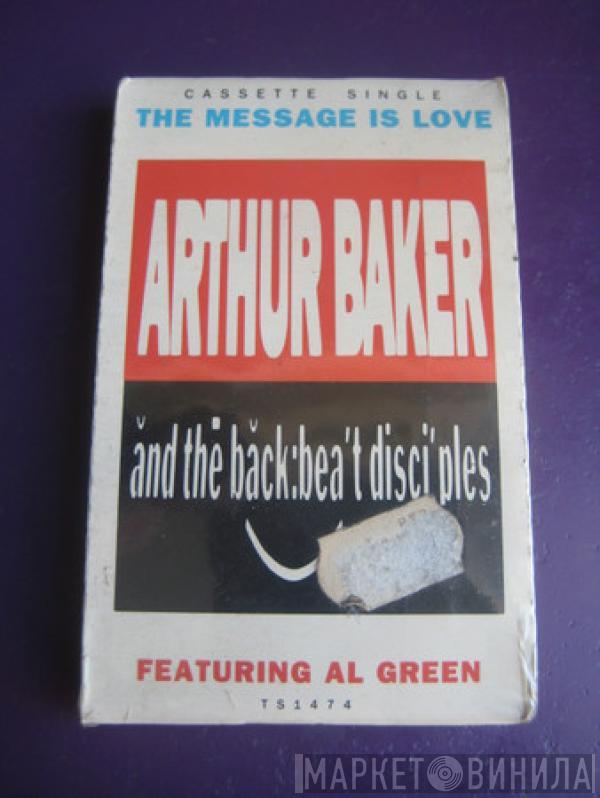 CASSETTE SINGLE
THE MESSAGE IS LOVE
ARTHUR BAKER
ănd thē băck:bea't disci'ples
FEATURING AL GREEN
TS1474
МАРКЕТ ВИНИЛА